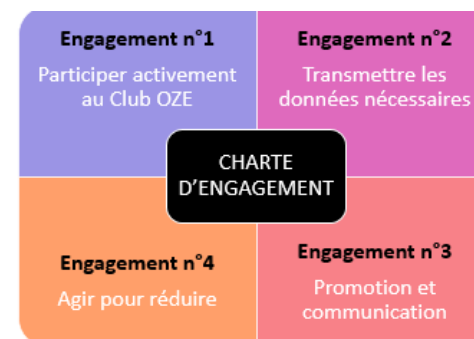 Engagement n°1
Participer activement
au Club OZE
Engagement n°2
Transmettre les
données nécessaires
CHARTE
D'ENGAGEMENT
Engagement n°4
Agir pour réduire
Engagement n°3
Promotion et
communication